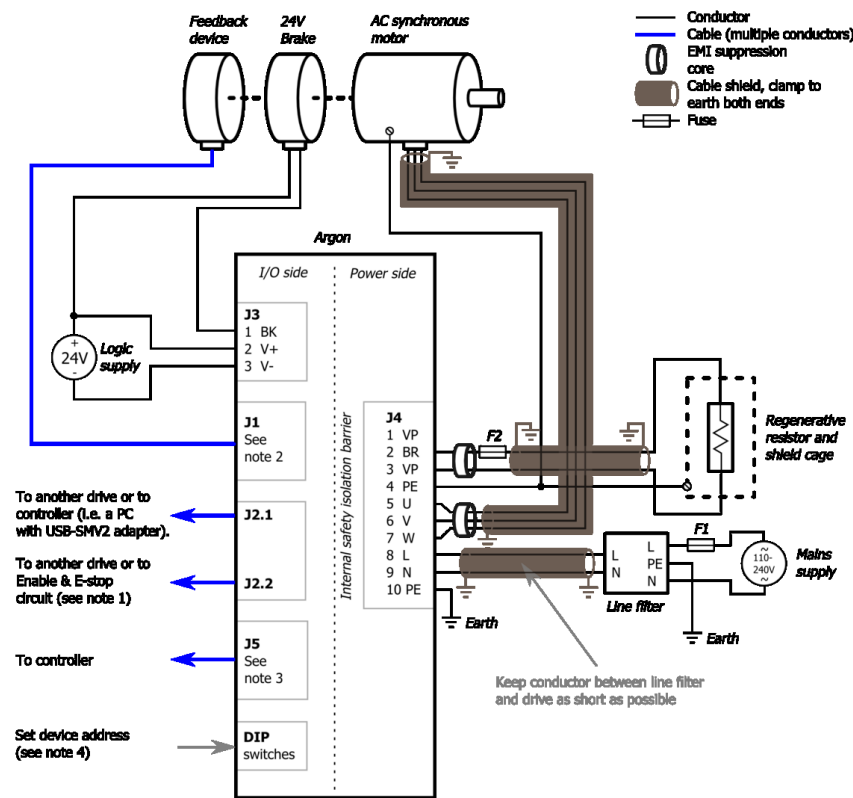 Feedback
device
24V
Brake
AC synchronous
motor
Conductor
Cable (multiple conductors)
EMI suppression
core
Cable shield, clamp to
earth both ends
Fuse
Argon
I/O side
Power side
Internal safety isolation barrier
J3
1 BK
2 V+
3 V-
+
24V
-
Logic
supply
J1
See
note 2
J4
1 VP
2 BR
3 VP
4 PE
5 U
6 V
7 W
8 L
9 N
10 PE
F2
Regenerative
resistor and
shield cage
To another drive or to
controller (i.e. a PC
with USB-SMV2 adapter).
J2.1
To another drive or to
Enable & E-stop
circuit (see note 1)
J2.2
L
N
L
PE
N
Line filter
F1
~
110-
240V
~
Mains
supply
Earth
Earth
To controller
J5
See
note 3
Keep conductor between line filter
and drive as short as possible
Set device address
(see note 4)
DIP
switches